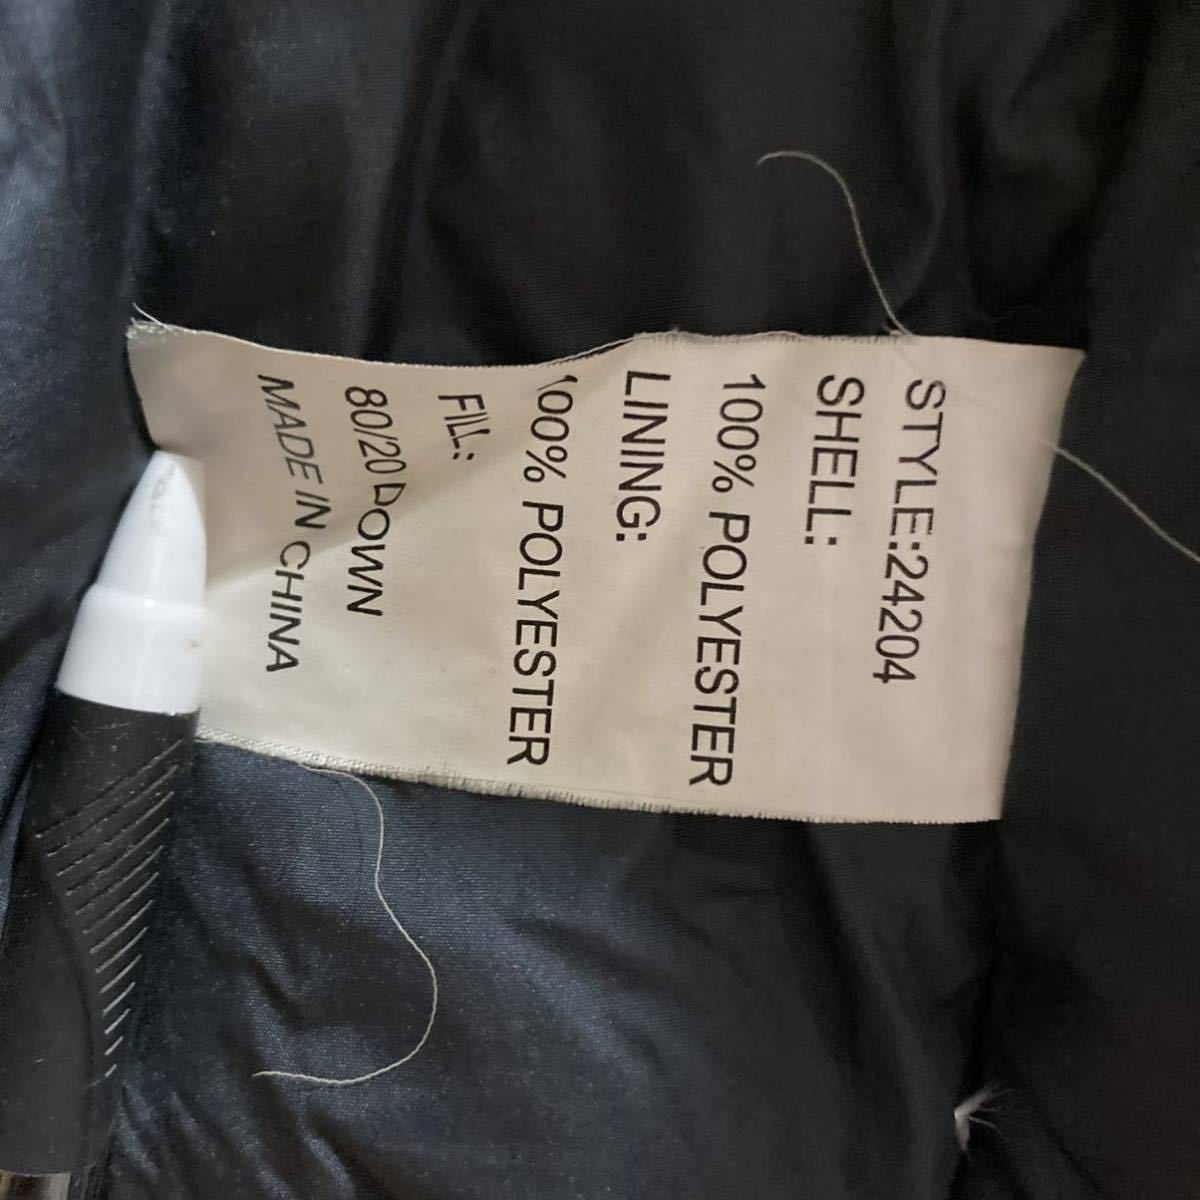 STYLE:24204
SHELL:
100% POLYESTER
LINING:
100% POLYESTER
FILL:
80/20 DOWN
MADE IN CHINA